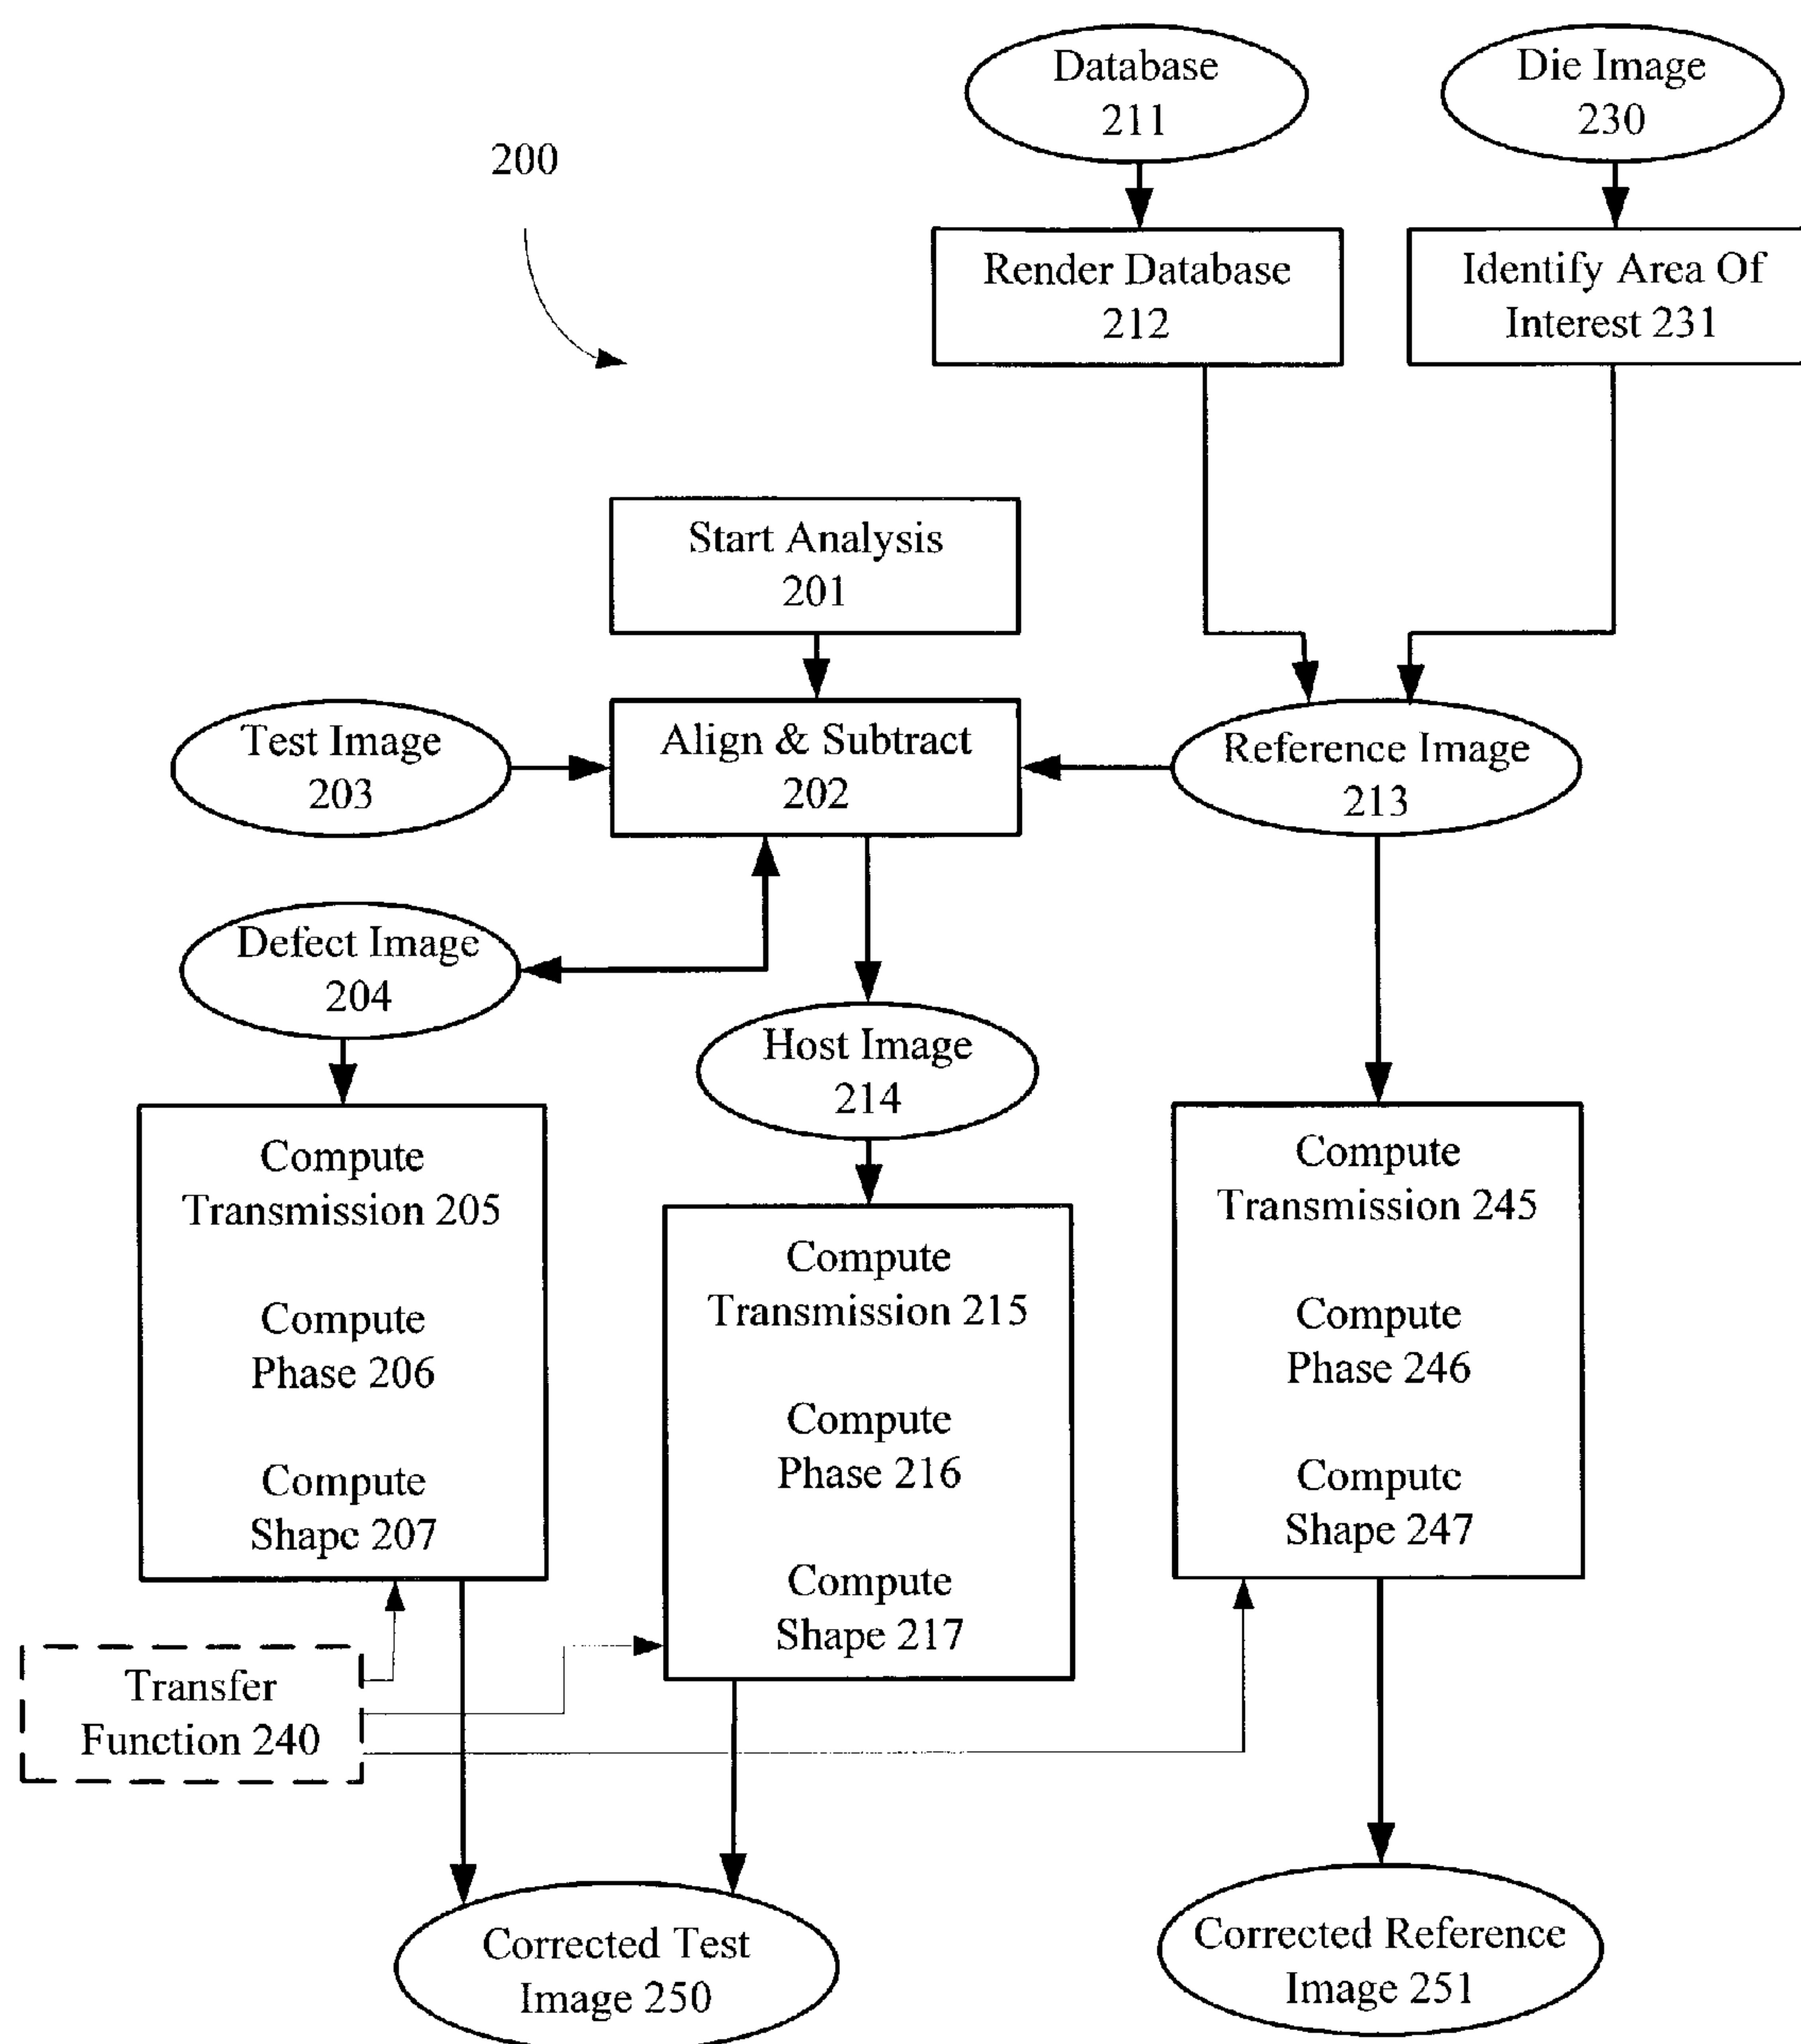 Database
211
Die Image
230
200
Render Database
212
Identify Area Of
Interest 231
Start Analysis
201
Test Image
203
Align & Subtract
202
Reference Image
213
Defect Image
204
Host Image
214
Compute
Transmission 205
Compute
Phase 206
Compute
Shape 207
Compute
Transmission 215
Compute
Phase 216
Compute
Shape 217
Compute
Transmission 245
Compute
Phase 246
Compute
Shape 247
Transfer
Function 240
Corrected Test
Image 250
Corrected Reference
Image 251